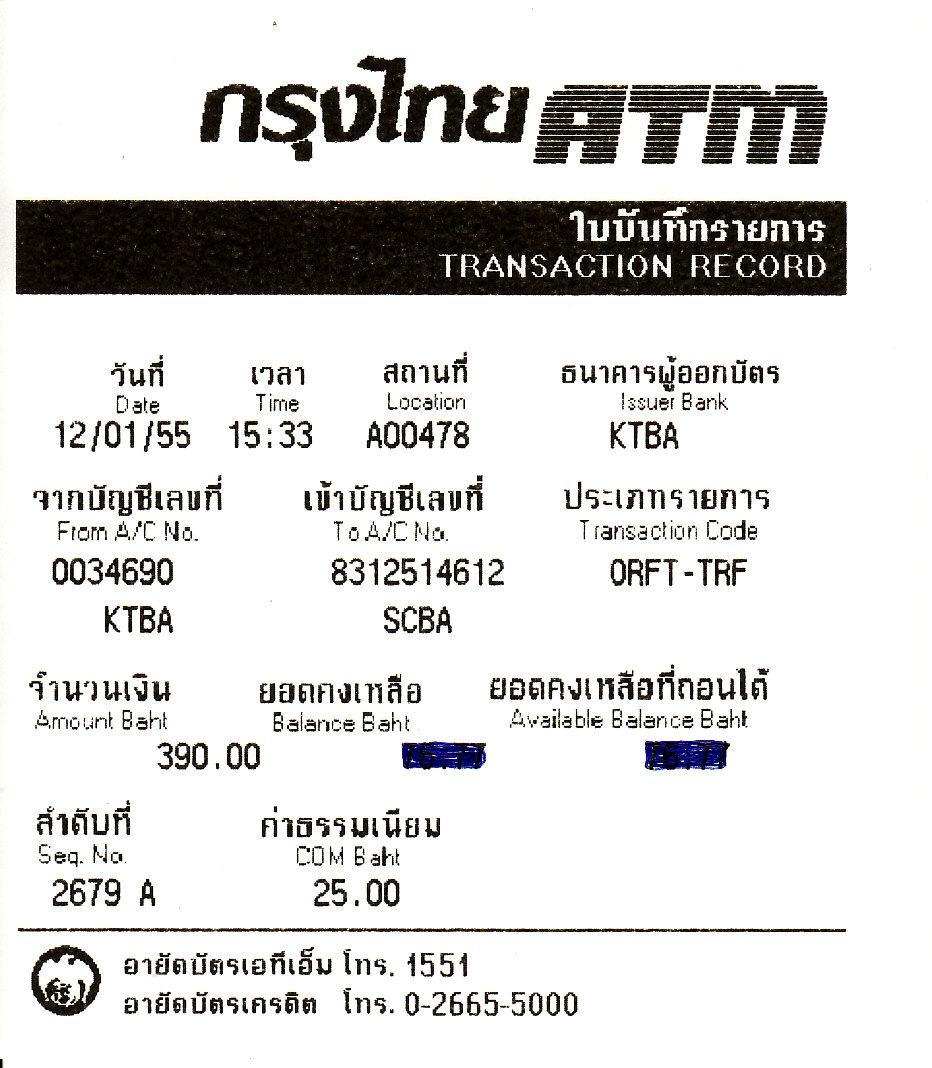 กรุงไทย ATM
ใบบันทึกรายการ
TRANSACTION RECORD
วันที่ เวลา สถานที่ ธนาคารผู้ออกบัตร
Date Time Location Issuer Bank
12/01/55 15:33 A00478 KTBA
จากบัญชีเลขที่ เข้าบัญชีเลขที่ ประเภทรายการ
From A/C No. To A/C No. Transaction Code
0034690 8312514612 ORFT-TRF
KTBA SCBA
จำนวนเงิน ยอดคงเหลือ ยอดคงเหลือที่ถอนได้
Amount Baht Balance Baht Available Balance Baht
390.00
ลำดับที่ ค่าธรรมเนียม
Seq. No. COM Baht
2679 A 25.00
อายัดบัตรเอทีเอ็ม โทร. 1551
อายัดบัตรเครดิต โทร. 0-2665-5000